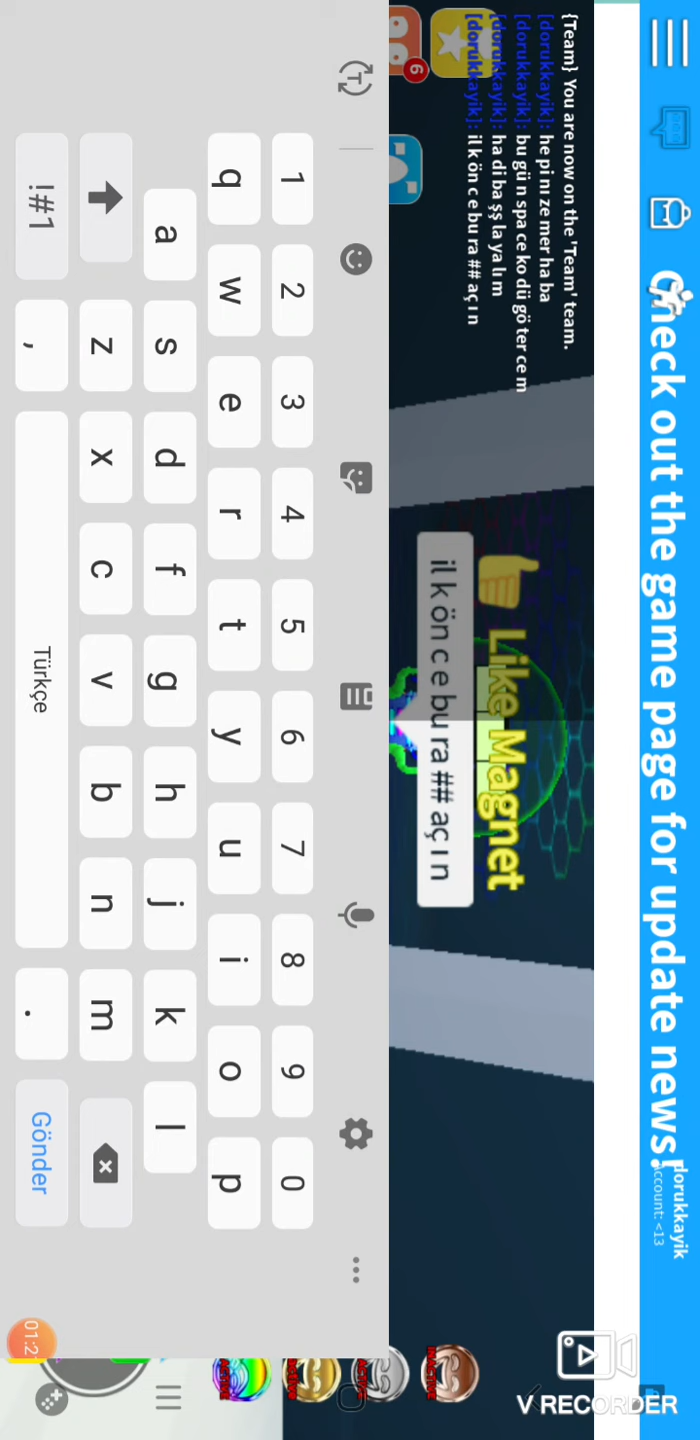 Check out the game page for update news!
dorukkayik
Account: <13
{Team} You are now on the 'Team' team.
[dorukkayik]: he pi ni ze mer ha ba
[dorukkayik]: bu gü n spa ce ko dü gö ter ce m
[dorukkayik]: ha di ba şş la ya lı m
[dorukkayik]: il k ön c e bu ra ## aç ı n
6
Like Magnet
il k ön c e bu ra ## aç ı n
1 2 3 4 5 6 7 8 9 0
q w e r t y u i o p
a s d f g h j k l
z x c v b n m
!#1 , Türkçe . Gönder
01:2
V RECORDER